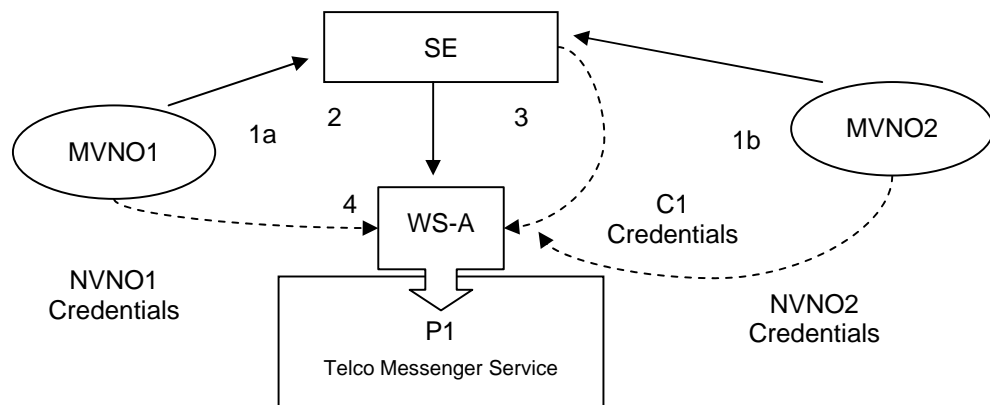 SE
2
3
1a
1b
MVNO1
MVNO2
4
WS-A
C1
Credentials
NVNO1
Credentials
NVNO2
Credentials
P1
Telco Messenger Service